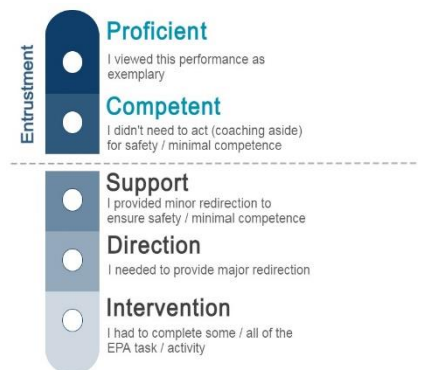 Entrustment
Proficient
I viewed this performance as
exemplary
Competent
I didn't need to act (coaching aside)
for safety / minimal competence
Support
I provided minor redirection to
ensure safety / minimal competence
Direction
I needed to provide major redirection
Intervention
I had to complete some / all of the
EPA task / activity